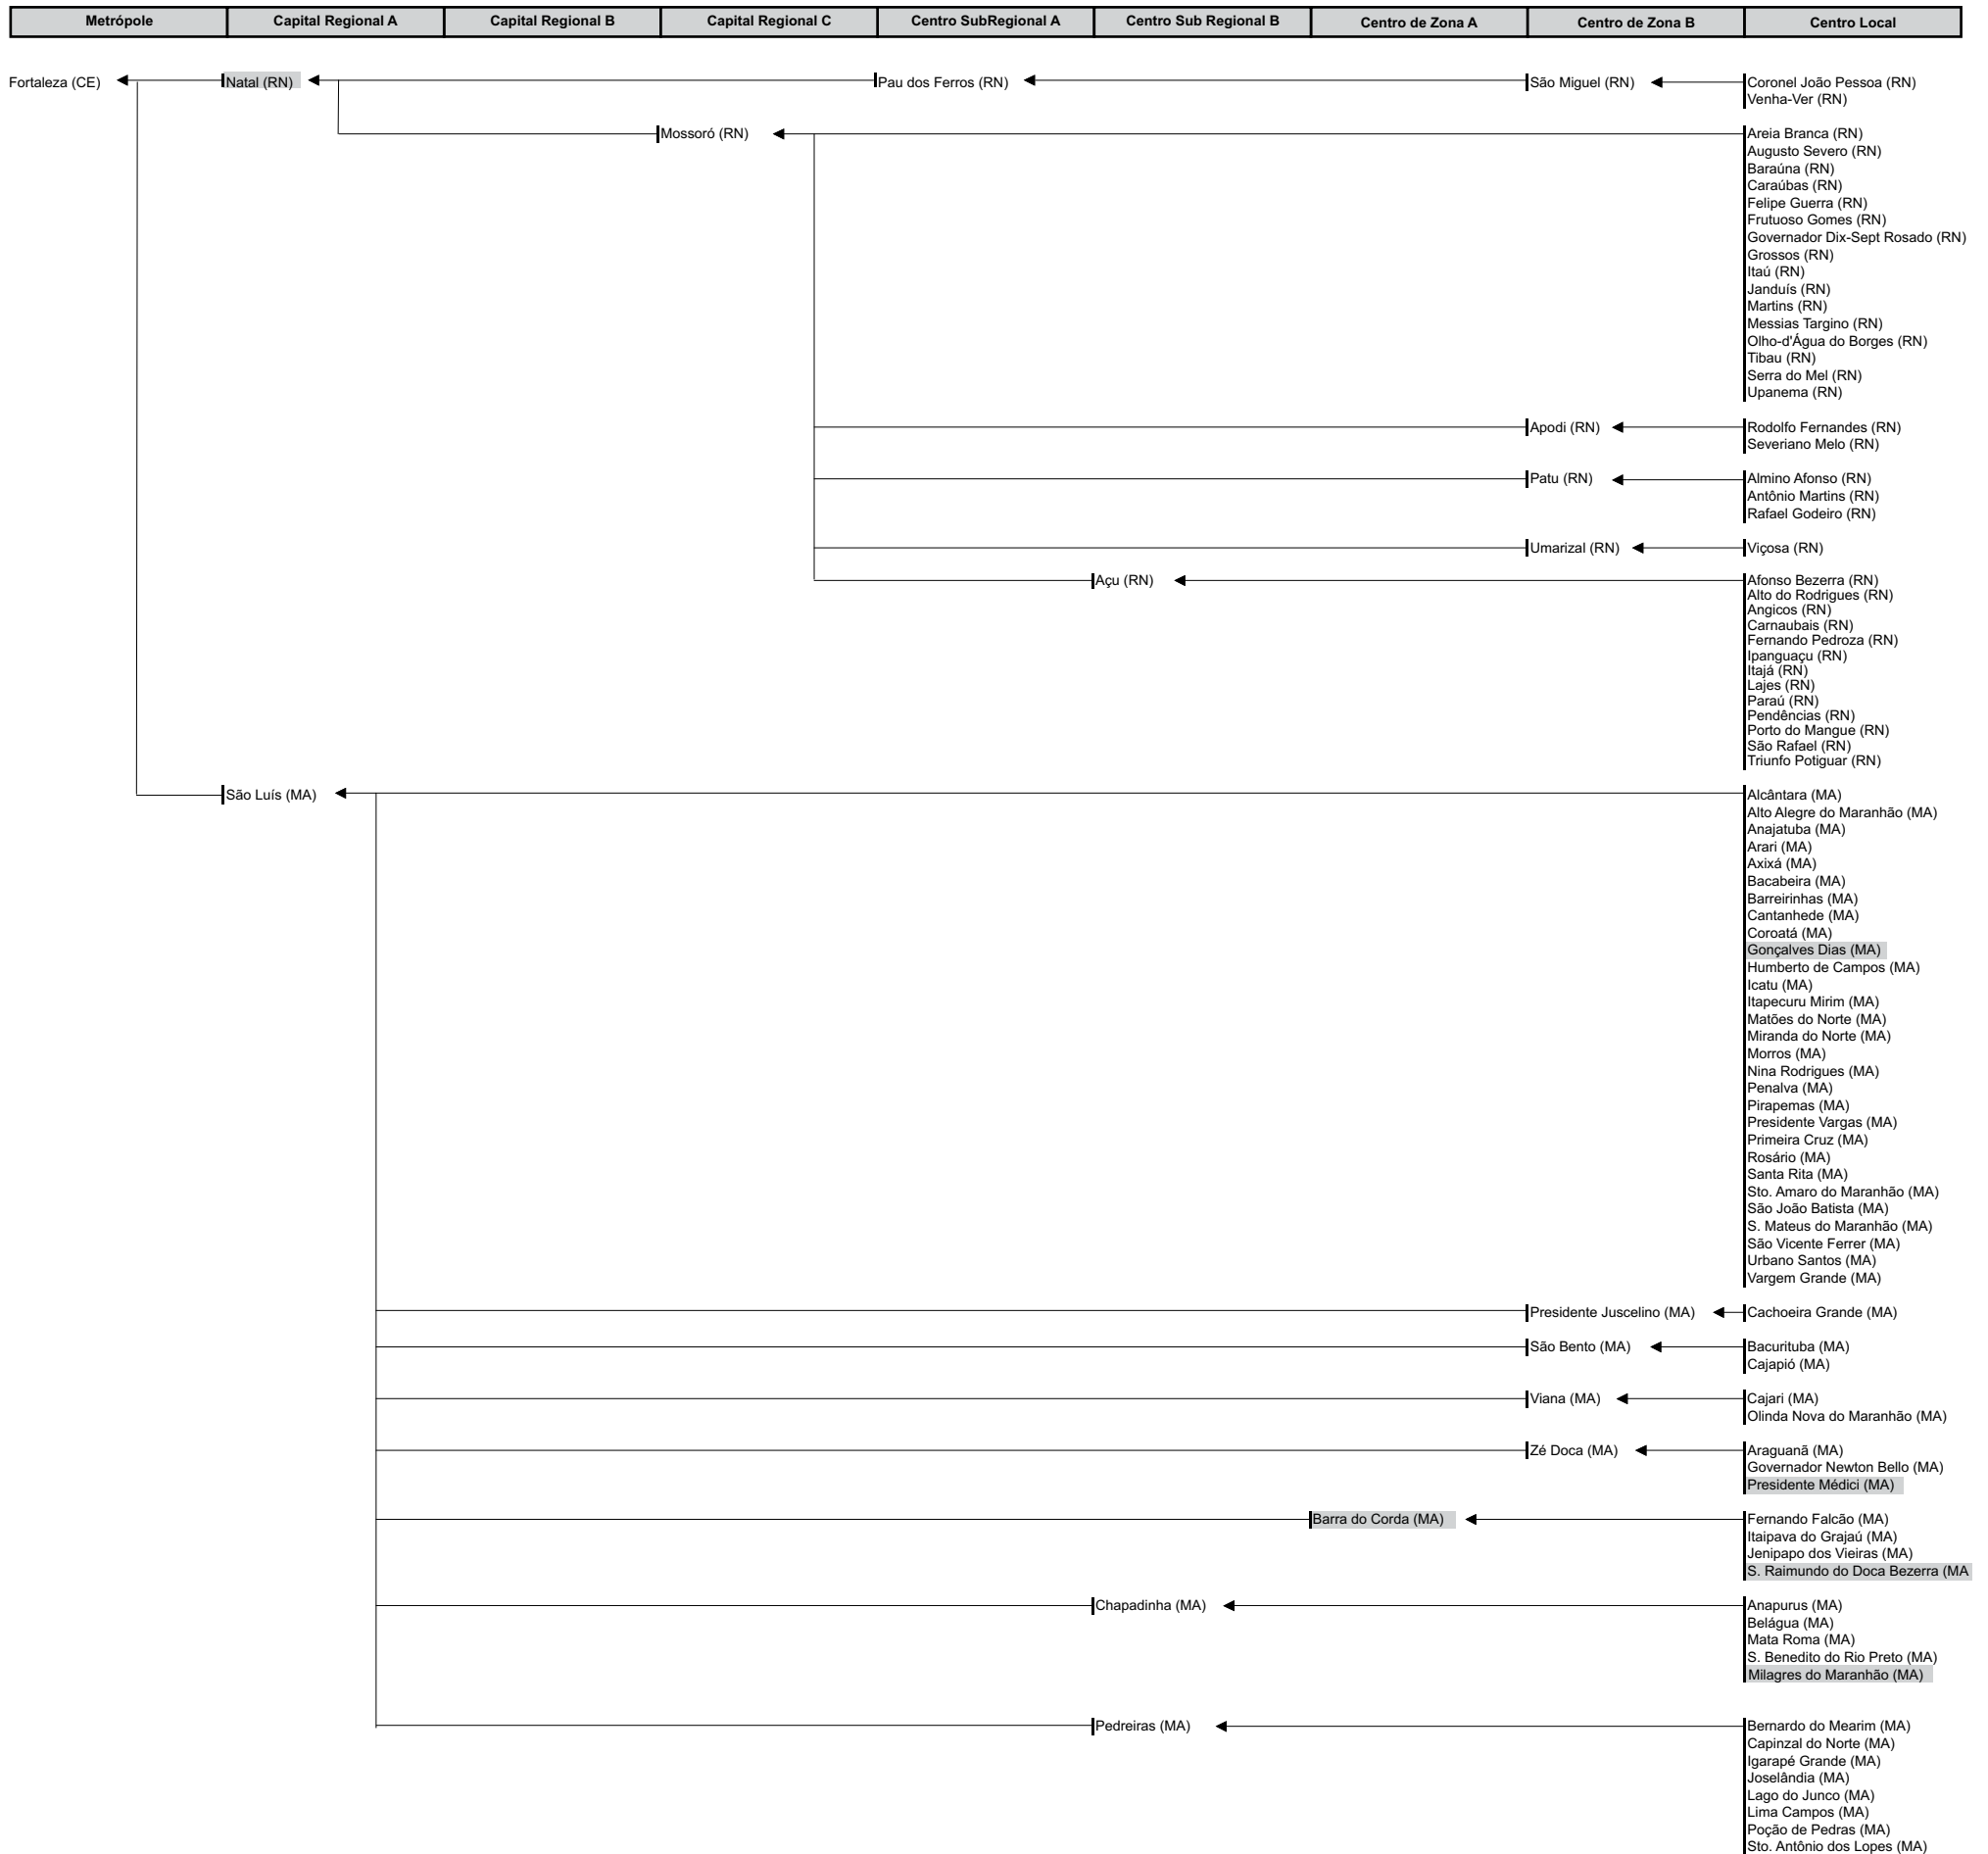 Metrópole Capital Regional A Capital Regional B Capital Regional C Centro SubRegional A Centro Sub Regional B Centro de Zona A Centro de Zona B Centro Local
Fortaleza (CE) Natal (RN) Pau dos Ferros (RN) São Miguel (RN) Coronel João Pessoa (RN)
Venha-Ver (RN)
Mossoró (RN) Areia Branca (RN)
Augusto Severo (RN)
Baraúna (RN)
Caraúbas (RN)
Felipe Guerra (RN)
Frutuoso Gomes (RN)
Governador Dix-Sept Rosado (RN)
Grossos (RN)
Itaú (RN)
Janduís (RN)
Martins (RN)
Messias Targino (RN)
Olho-d'Água do Borges (RN)
Tibau (RN)
Serra do Mel (RN)
Upanema (RN)
Apodi (RN) Rodolfo Fernandes (RN)
Severiano Melo (RN)
Patu (RN) Almino Afonso (RN)
Antônio Martins (RN)
Rafael Godeiro (RN)
Umarizal (RN) Viçosa (RN)
Açu (RN) Afonso Bezerra (RN)
Alto do Rodrigues (RN)
Angicos (RN)
Carnaubais (RN)
Fernando Pedroza (RN)
Ipanguaçu (RN)
Itajá (RN)
Lajes (RN)
Paraú (RN)
Pendências (RN)
Porto do Mangue (RN)
São Rafael (RN)
Triunfo Potiguar (RN)
São Luís (MA) Alcântara (MA)
Alto Alegre do Maranhão (MA)
Anajatuba (MA)
Arari (MA)
Axixá (MA)
Bacabeira (MA)
Barreirinhas (MA)
Cantanhede (MA)
Coroatá (MA)
Gonçalves Dias (MA)
Humberto de Campos (MA)
Icatu (MA)
Itapecuru Mirim (MA)
Matões do Norte (MA)
Miranda do Norte (MA)
Morros (MA)
Nina Rodrigues (MA)
Penalva (MA)
Pirapemas (MA)
Presidente Vargas (MA)
Primeira Cruz (MA)
Rosário (MA)
Santa Rita (MA)
Sto. Amaro do Maranhão (MA)
São João Batista (MA)
S. Mateus do Maranhão (MA)
São Vicente Ferrer (MA)
Urbano Santos (MA)
Vargem Grande (MA)
Presidente Juscelino (MA) Cachoeira Grande (MA)
São Bento (MA) Bacurituba (MA)
Cajapió (MA)
Viana (MA) Cajari (MA)
Olinda Nova do Maranhão (MA)
Zé Doca (MA) Araguanã (MA)
Governador Newton Bello (MA)
Presidente Médici (MA)
Barra do Corda (MA) Fernando Falcão (MA)
Itaipava do Grajaú (MA)
Jenipapo dos Vieiras (MA)
S. Raimundo do Doca Bezerra (MA
Chapadinha (MA) Anapurus (MA)
Belágua (MA)
Mata Roma (MA)
S. Benedito do Rio Preto (MA)
Milagres do Maranhão (MA)
Pedreiras (MA) Bernardo do Mearim (MA)
Capinzal do Norte (MA)
Igarapé Grande (MA)
Joselândia (MA)
Lago do Junco (MA)
Lima Campos (MA)
Poção de Pedras (MA)
Sto. Antônio dos Lopes (MA)